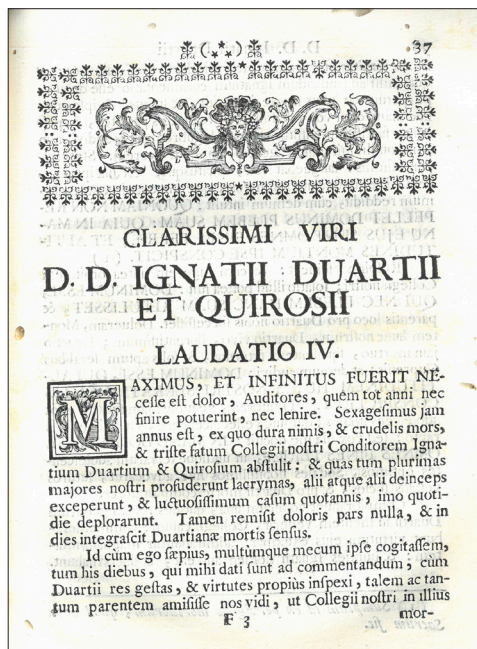 37
CLARISSIMI VIRI
D. D. IGNATII DUARTII
ET QUIROSII
LAUDATIO IV.
MAXIMUS, ET INFINITUS FUERIT NE-
cesse est dolor, Auditores, quem tot anni nec
finire potuerint, nec lenire. Sexagesimus jam
annus est, ex quo dura nimis, & crudelis mors,
& triste fatum Collegii nostri Conditorem Igna-
tium Duartium & Quirosium abstulit: & quas tum plurimas
majores nostri profuderunt lacrymas, alii atque alii deinceps
exceperunt, & luctuosissimum casum quotannis, imo quoti-
die deplorarunt. Tamen remisit doloris pars nulla, & in
dies integrascit Duartianæ mortis sensus.
Id cùm ego sæpius, multùmque mecum ipse cogitassem,
tum his diebus, qui mihi dati sunt ad commentandum, cùm
Duartii res gestas, & virtutes propiùs inspexi, talem ac tan-
tum parentem amisisse nos vidi, ut Collegii nostri in illius
F 3
mor-